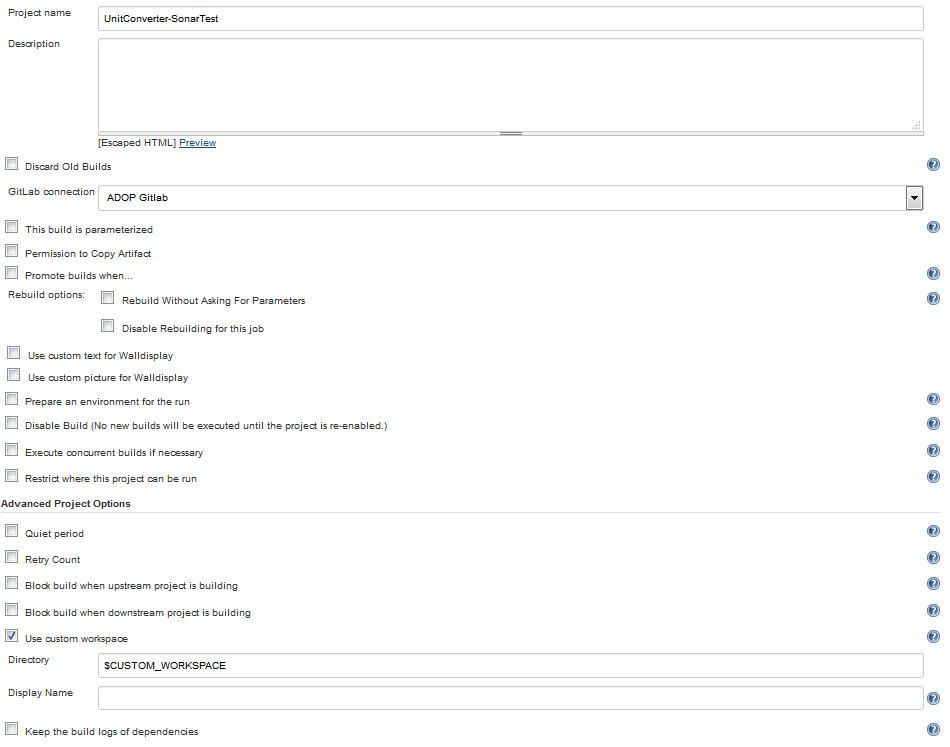 Project name
UnitConverter-SonarTest
Description
[Escaped HTML] Preview
Discard Old Builds
GitLab connection
ADOP Gitlab
This build is parameterized
Permission to Copy Artifact
Promote builds when...
Rebuild options:
Rebuild Without Asking For Parameters
Disable Rebuilding for this job
Use custom text for Walldisplay
Use custom picture for Walldisplay
Prepare an environment for the run
Disable Build (No new builds will be executed until the project is re-enabled.)
Execute concurrent builds if necessary
Restrict where this project can be run
Advanced Project Options
Quiet period
Retry Count
Block build when upstream project is building
Block build when downstream project is building
Use custom workspace
Directory
$CUSTOM_WORKSPACE
Display Name
Keep the build logs of dependencies